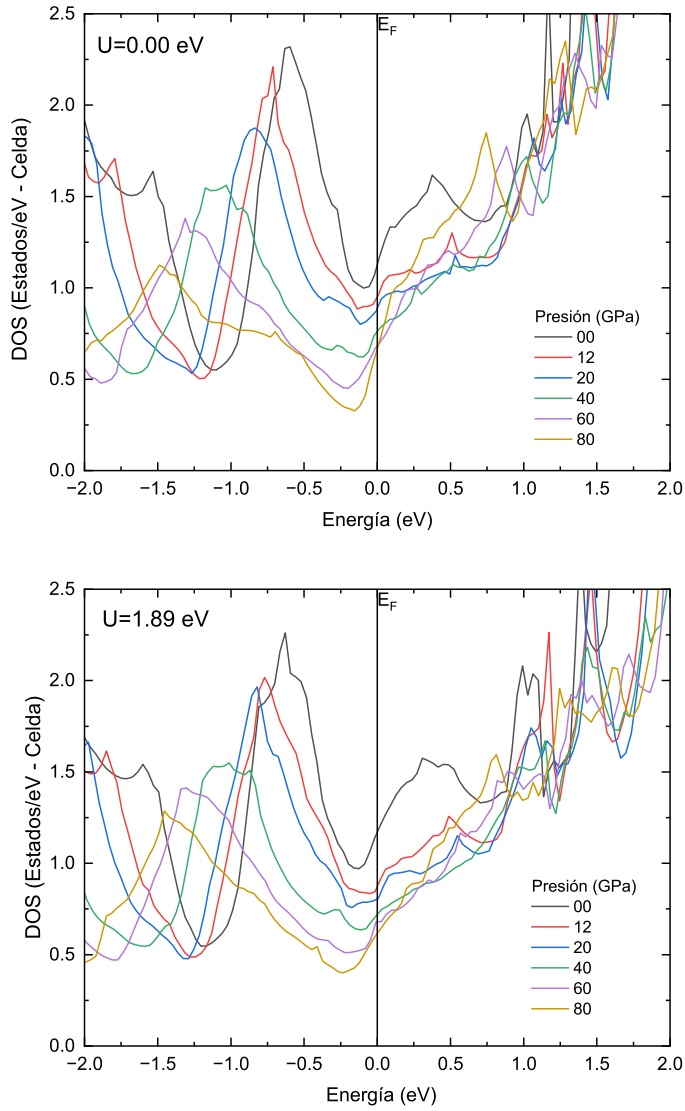 2.5
U=0.00 eV
E_F
2.0
1.5
1.0
0.5
0.0
DOS (Estados/eV - Celda)
Presión (GPa)
00
12
20
40
60
80
−2.0 −1.5 −1.0 −0.5 0.0 0.5 1.0 1.5 2.0
Energía (eV)
2.5
U=1.89 eV
E_F
2.0
1.5
1.0
0.5
0.0
DOS (Estados/eV - Celda)
Presión (GPa)
00
12
20
40
60
80
−2.0 −1.5 −1.0 −0.5 0.0 0.5 1.0 1.5 2.0
Energía (eV)